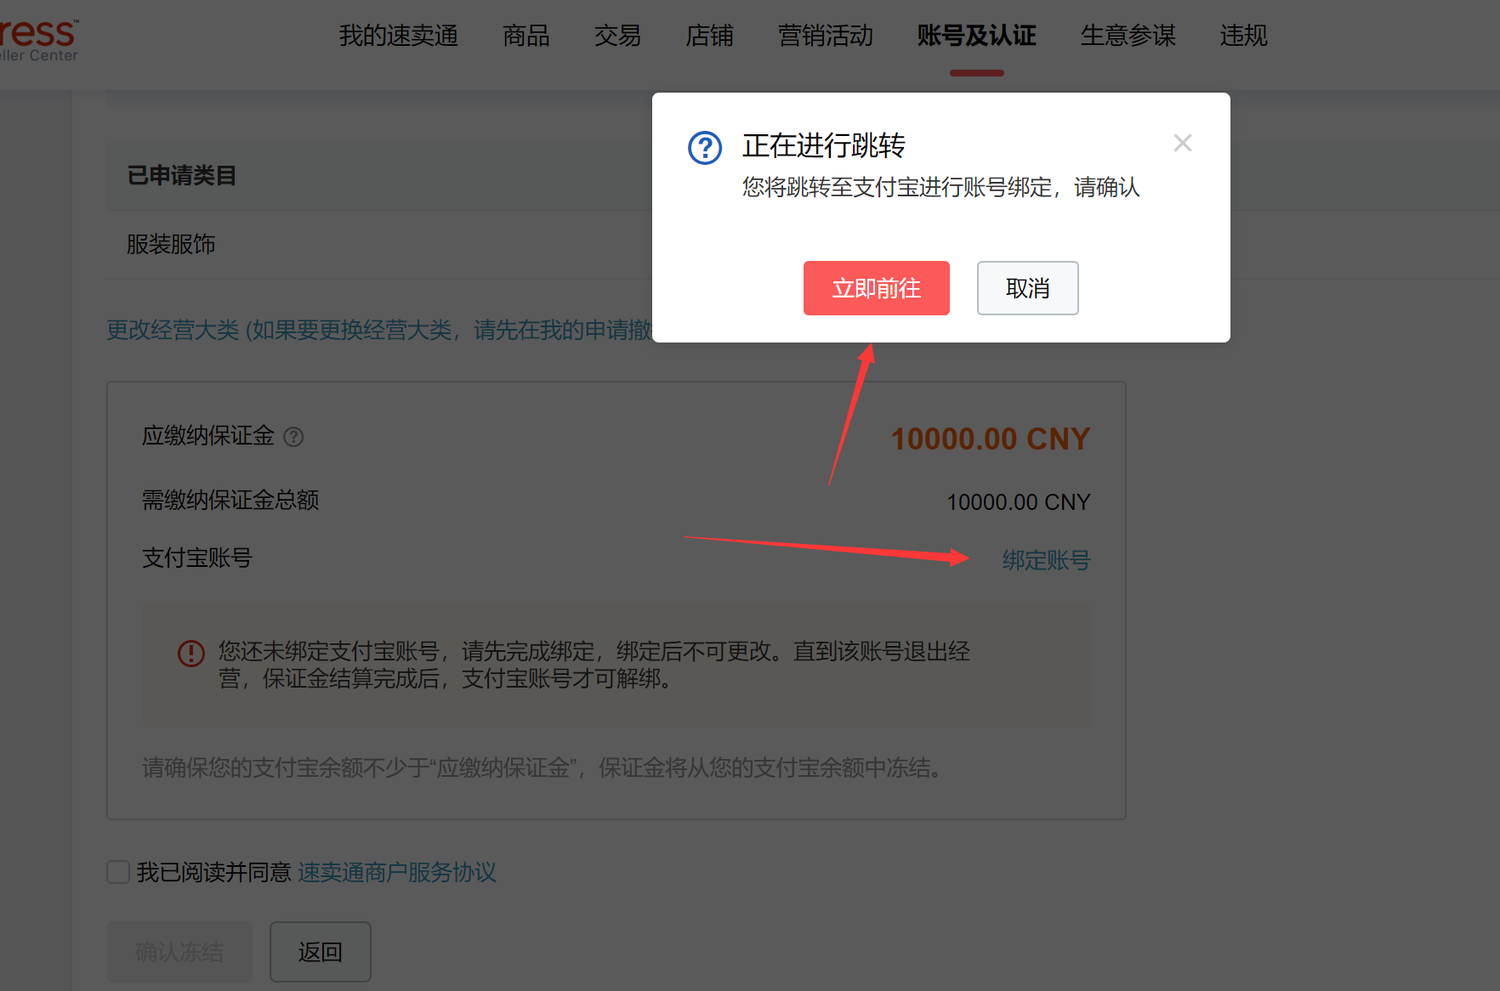 ress™
ller Center
我的速卖通 商品 交易 店铺 营销活动 账号及认证 生意参谋 违规
正在进行跳转
您将跳转至支付宝进行账号绑定，请确认
立即前往 取消
已申请类目
服装服饰
更改经营大类 (如果要更换经营大类，请先在我的申请撤
应缴纳保证金 ? 10000.00 CNY
需缴纳保证金总额 10000.00 CNY
支付宝账号 绑定账号
您还未绑定支付宝账号，请先完成绑定，绑定后不可更改。直到该账号退出经
营，保证金结算完成后，支付宝账号才可解绑。
请确保您的支付宝余额不少于“应缴纳保证金”，保证金将从您的支付宝余额中冻结。
我已阅读并同意 速卖通商户服务协议
确认冻结 返回